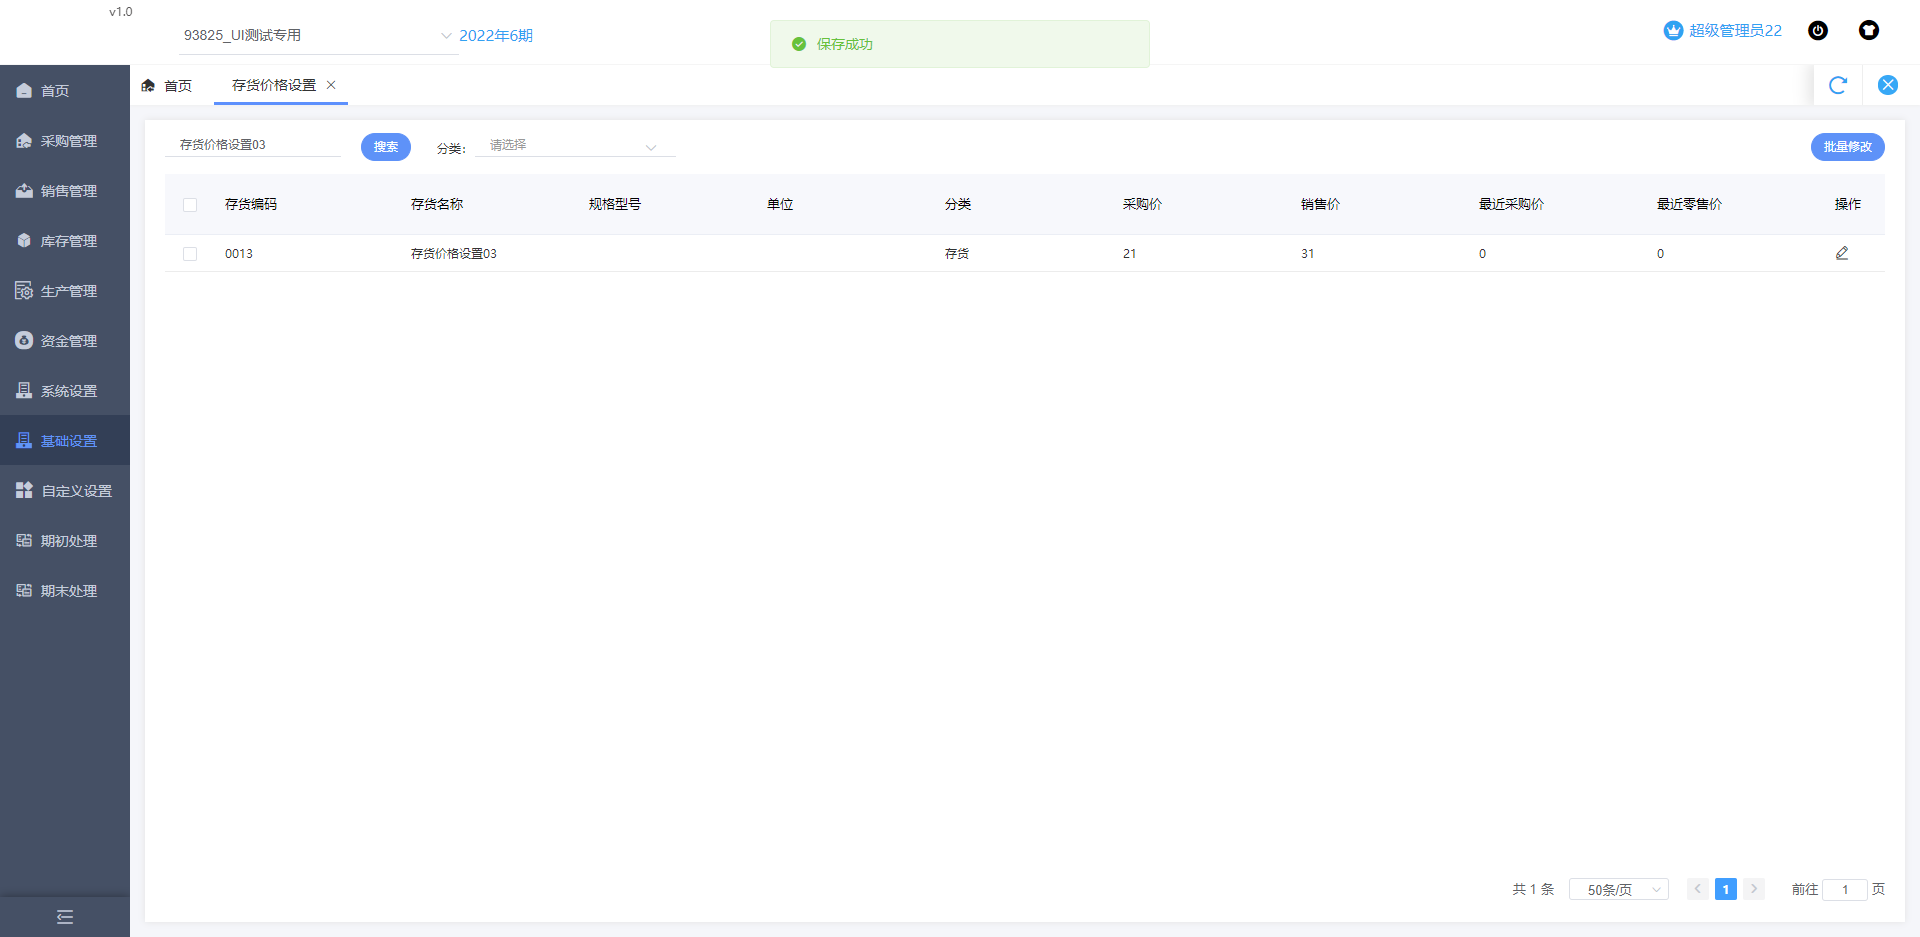 v1.0
93825_UI测试专用 2022年6期
保存成功
超级管理员22
首页
采购管理
销售管理
库存管理
生产管理
资金管理
系统设置
基础设置
自定义设置
期初处理
期末处理
首页 存货价格设置
存货价格设置03 搜索 分类: 请选择 批量修改
存货编码 存货名称 规格型号 单位 分类 采购价 销售价 最近采购价 最近零售价 操作
0013 存货价格设置03 存货 21 31 0 0
共 1 条 50条/页 1 前往 1 页